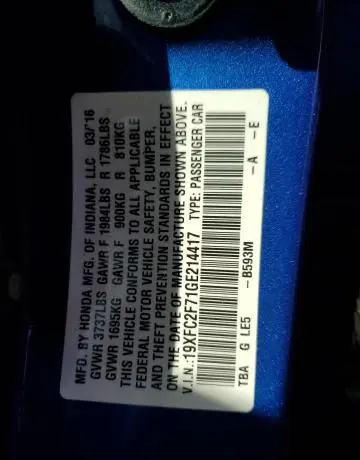 MFD. BY HONDA MFG. OF INDIANA, LLC 03/16
GVWR 3737LBS GAWR F 1984LBS R 1786LBS
GVWR 1695KG GAWR F 900KG R 810KG
THIS VEHICLE CONFORMS TO ALL APPLICABLE
FEDERAL MOTOR VEHICLE SAFETY, BUMPER,
AND THEFT PREVENTION STANDARDS IN EFFECT
ON THE DATE OF MANUFACTURE SHOWN ABOVE.
V.I.N.:19XFC2F71GE214417 TYPE: PASSENGER CAR
TBA G LE5 -B593M -A -E